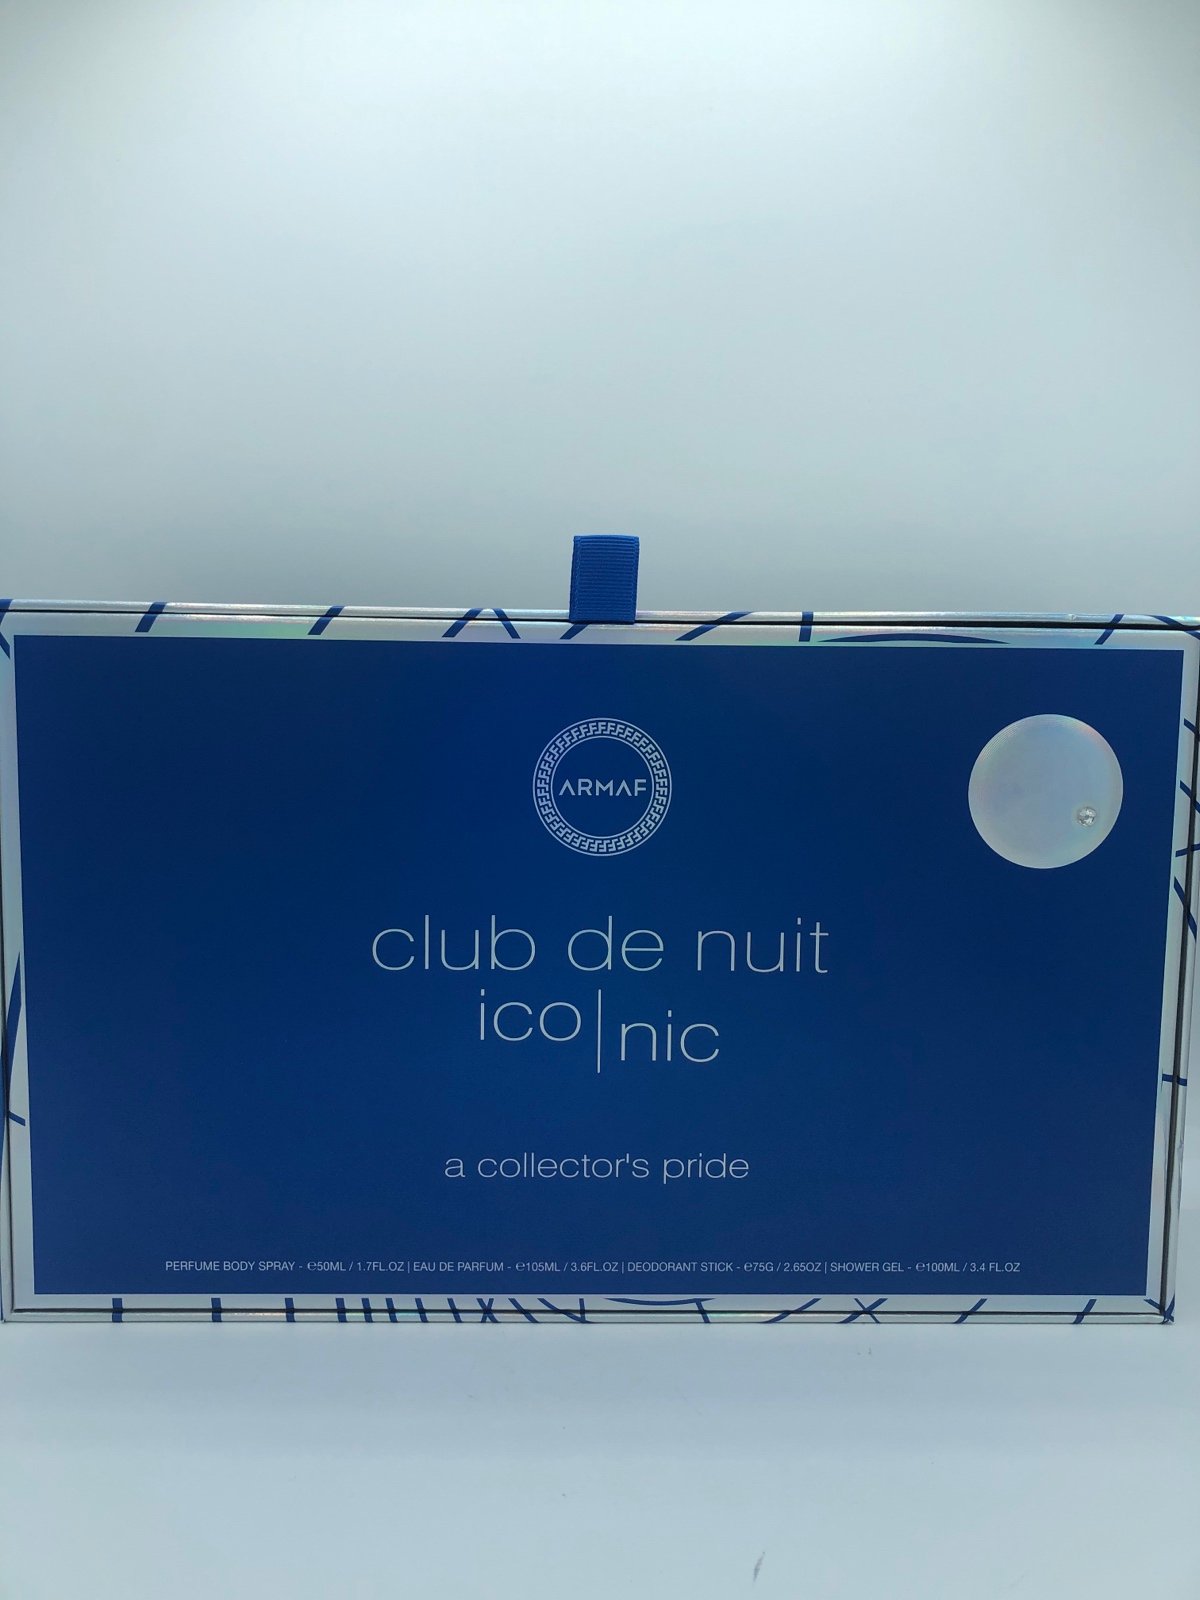 ARMAF
club de nuit
ico|nic
a collector's pride
PERFUME BODY SPRAY - ℮50ML / 1.7FL.OZ | EAU DE PARFUM - ℮105ML / 3.6FL.OZ | DEODORANT STICK - ℮75G / 2.65OZ | SHOWER GEL - ℮100ML / 3.4 FL.OZ